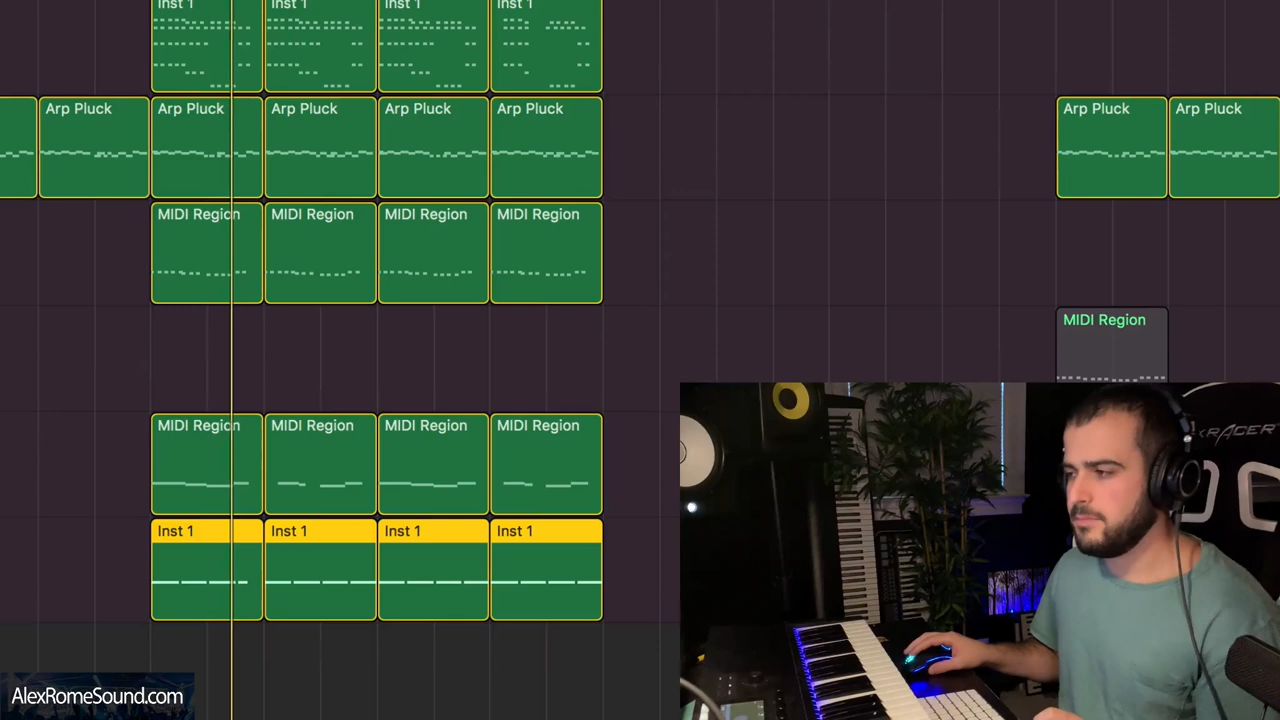 Inst 1 Inst 1 Inst 1 Inst 1
Arp Pluck Arp Pluck Arp Pluck Arp Pluck Arp Pluck Arp Pluck Arp Pluck
MIDI Region MIDI Region MIDI Region MIDI Region
MIDI Region
MIDI Region MIDI Region MIDI Region MIDI Region
RACER
Inst 1 Inst 1 Inst 1 Inst 1
AlexRomeSound.com